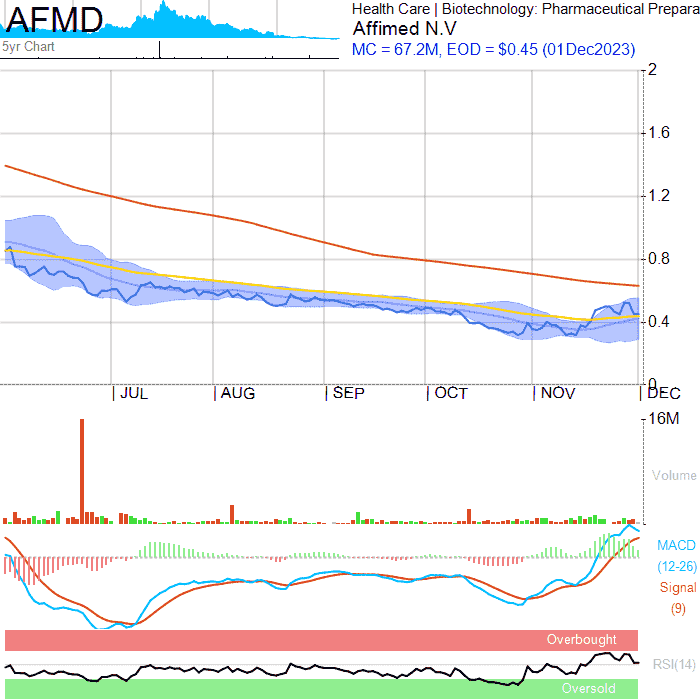 AFMD
5yr Chart
Health Care | Biotechnology: Pharmaceutical Prepara
Affimed N.V
MC = 67.2M, EOD = $0.45 (01Dec2023)
2
1.6
1.2
0.8
0.4
0
JUL AUG SEP OCT NOV DEC
16M
Volume
MACD
(12-26)
Signal
(9)
Overbought
RSI(14)
Oversold